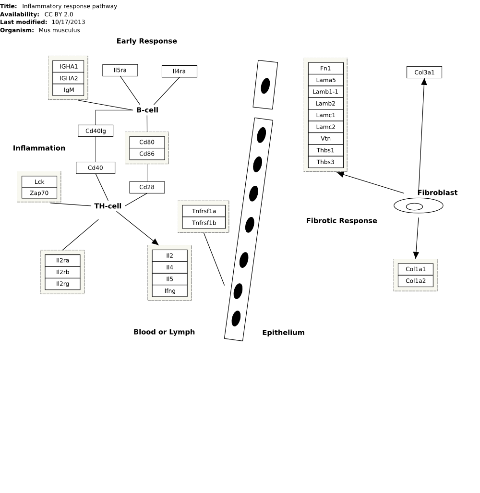 Title: Inflammatory response pathway
Availability: CC BY 2.0
Last modified: 10/17/2013
Organism: Mus musculus
Early Response
IGHA1
IGHA2
IgM
Il5ra
Il4ra
B-cell
Cd40lg
Cd80
Cd86
Inflammation
Cd40
Cd28
Lck
Zap70
TH-cell
Tnfrsf1a
Tnfrsf1b
Il2ra
Il2rb
Il2rg
Il2
Il4
Il5
Ifng
Blood or Lymph
Epithelium
Fn1
Lama5
Lamb1-1
Lamb2
Lamc1
Lamc2
Vtn
Thbs1
Thbs3
Col3a1
Fibroblast
Fibrotic Response
Col1a1
Col1a2